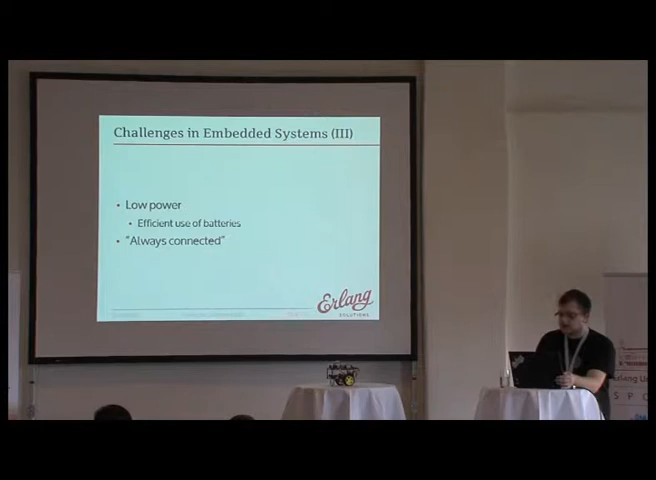 Challenges in Embedded Systems (III)
• Low power
• Efficient use of batteries
• "Always connected"
Erlang
SOLUTIONS